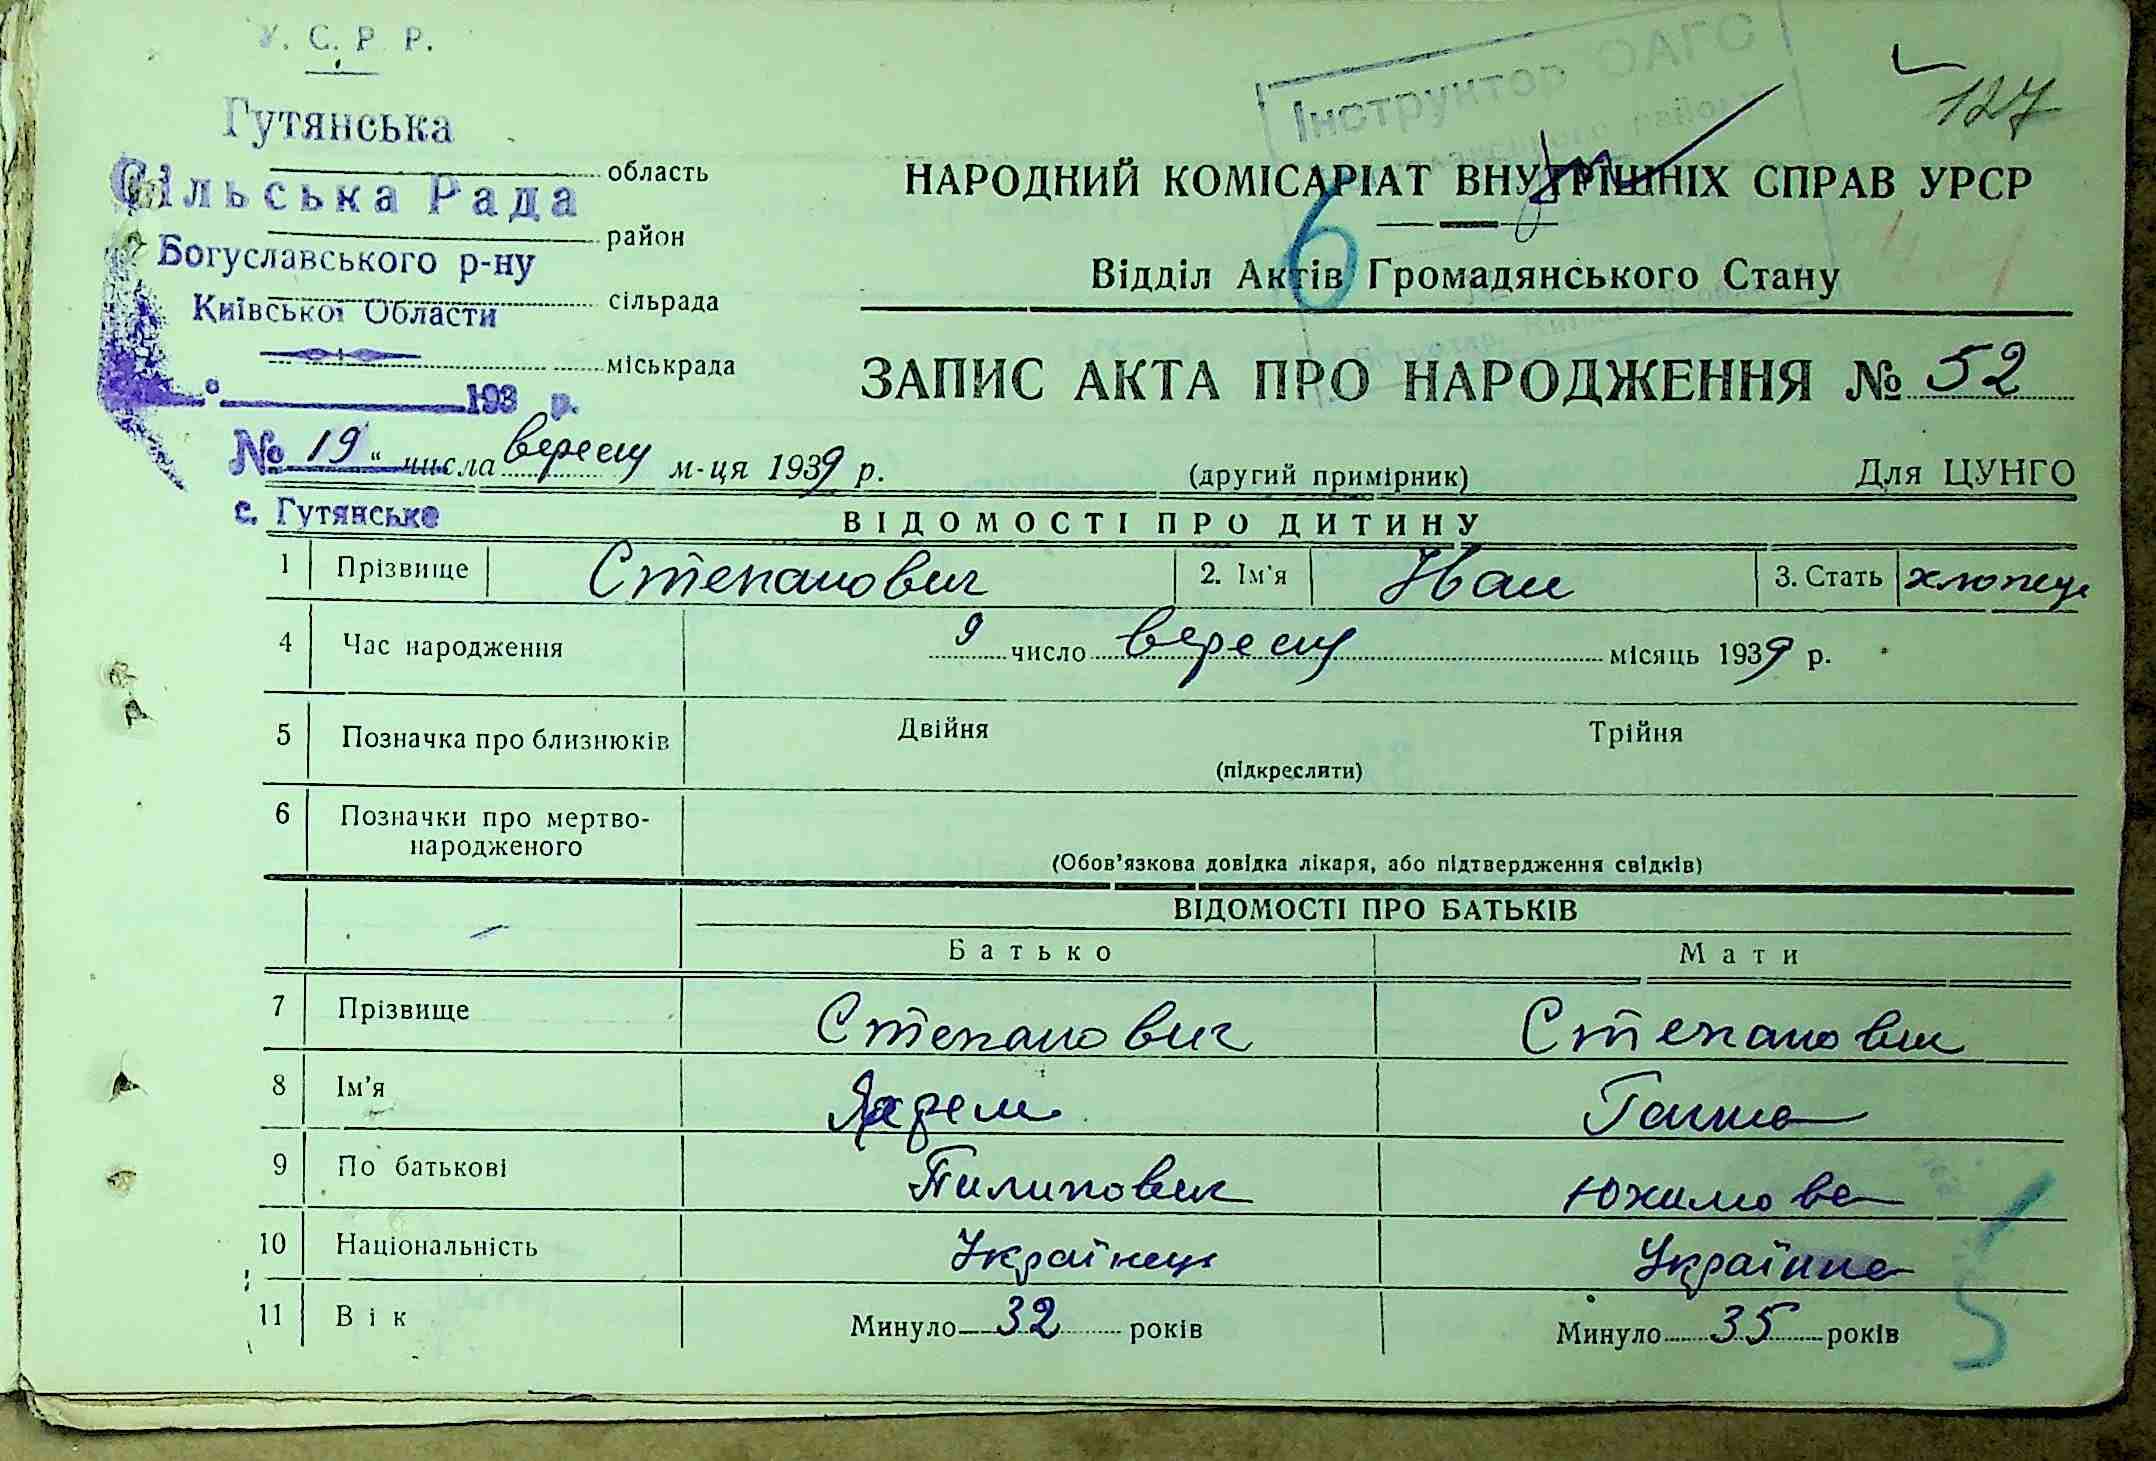 У. С. Р. Р.
Гутянська
область
Сільська Рада
район
Богуславського р-ну
сільрада
Київської Области
міськрада
193 р.
Інструктор ОАГС
127
НАРОДНИЙ КОМІСАРІАТ ВНУТРІШНІХ СПРАВ УРСР
6
Відділ Актів Громадянського Стану
ЗАПИС АКТА ПРО НАРОДЖЕННЯ № 52
№ 19 " числа вересня м-ця 1939 р.
(другий примірник)
Для ЦУНГО
с. Гутянське
ВІДОМОСТІ ПРО ДИТИНУ
1 Прізвище Степанович 2. Ім'я Іван 3. Стать хлопець
4 Час народження 9 число вересня місяць 1939 р.
5 Позначка про близнюків Двійня Трійня
(підкреслити)
6 Позначки про мертво-
народженого
(Обов'язкова довідка лікаря, або підтвердження свідків)
ВІДОМОСТІ ПРО БАТЬКІВ
Батько Мати
7 Прізвище Степанович Степанович
8 Ім'я Ганна
9 По батькові Пилипович Юхимовна
10 Національність Українець Українка
11 Вік Минуло 32 років Минуло 35 років
5